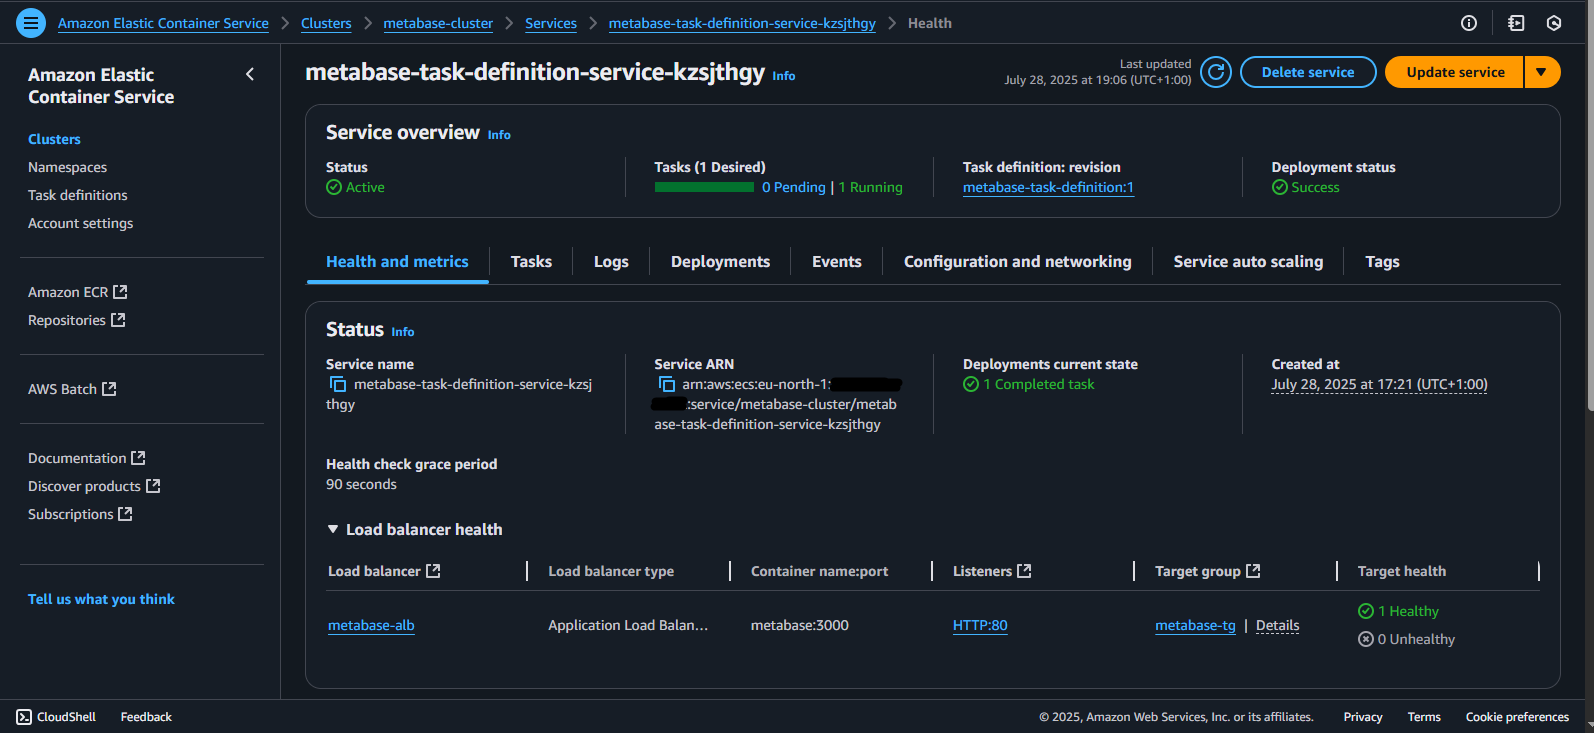 Amazon Elastic Container Service
Clusters
metabase-cluster
Services
metabase-task-definition-service-kzsjthgy
Health
Amazon Elastic
Container Service
Clusters
Namespaces
Task definitions
Account settings
Amazon ECR
Repositories
AWS Batch
Documentation
Discover products
Subscriptions
Tell us what you think
metabase-task-definition-service-kzsjthgy Info
Last updated
July 28, 2025 at 19:06 (UTC+1:00)
Delete service
Update service
Service overview Info
Status
Active
Tasks (1 Desired)
0 Pending | 1 Running
Task definition: revision
metabase-task-definition:1
Deployment status
Success
Health and metrics
Tasks
Logs
Deployments
Events
Configuration and networking
Service auto scaling
Tags
Status Info
Service name
metabase-task-definition-service-kzsj
thgy
Service ARN
arn:aws:ecs:eu-north-1:
:service/metabase-cluster/metab
ase-task-definition-service-kzsjthgy
Deployments current state
1 Completed task
Created at
July 28, 2025 at 17:21 (UTC+1:00)
Health check grace period
90 seconds
Load balancer health
Load balancer
Load balancer type
Container name:port
Listeners
Target group
Target health
metabase-alb
Application Load Balan...
metabase:3000
HTTP:80
metabase-tg | Details
1 Healthy
0 Unhealthy
CloudShell
Feedback
© 2025, Amazon Web Services, Inc. or its affiliates.
Privacy
Terms
Cookie preferences